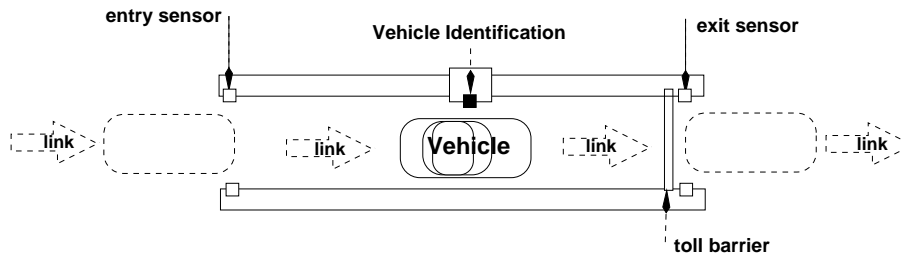 entry sensor
Vehicle Identification
exit sensor
link
link
Vehicle
link
link
toll barrier